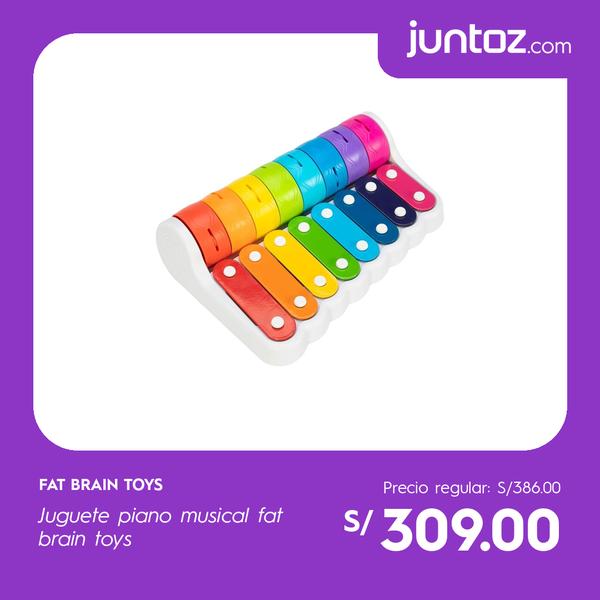 juntoz.com
FAT BRAIN TOYS
Juguete piano musical fat
brain toys
Precio regular: S/386.00
S/ 309.00